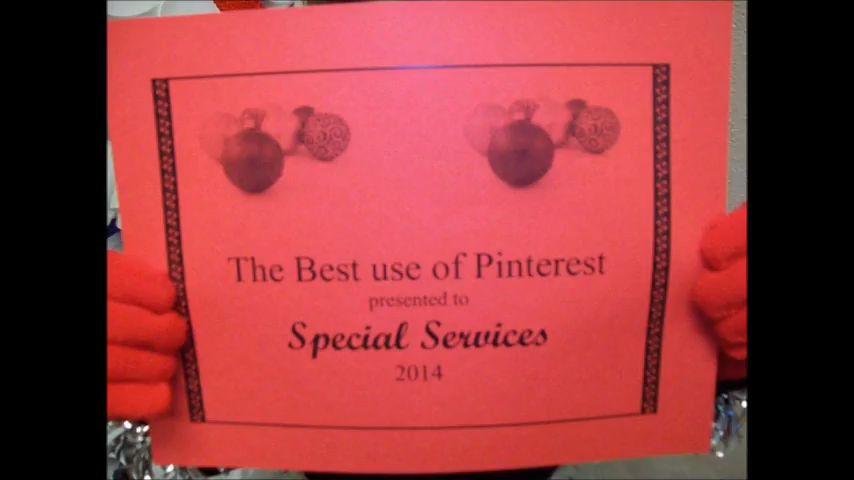 The Best use of Pinterest
presented to
Special Services
2014